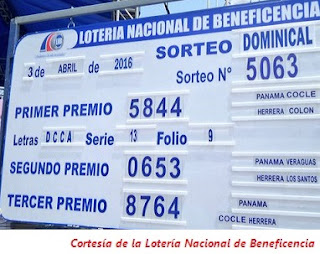 LOTERIA NACIONAL DE BENEFICENCIA
SORTEO DOMINICAL
3 de ABRIL de 2016
Sorteo Nº 5063
PANAMA COCLE
PRIMER PREMIO 5844
HERRERA COLON
Letras DCCA Serie 13 Folio 9
PANAMA VERAGUAS
SEGUNDO PREMIO 0653
HERRERA LOS SANTOS
TERCER PREMIO 8764
PANAMA
COCLE HERRERA
Cortesía de la Lotería Nacional de Beneficencia